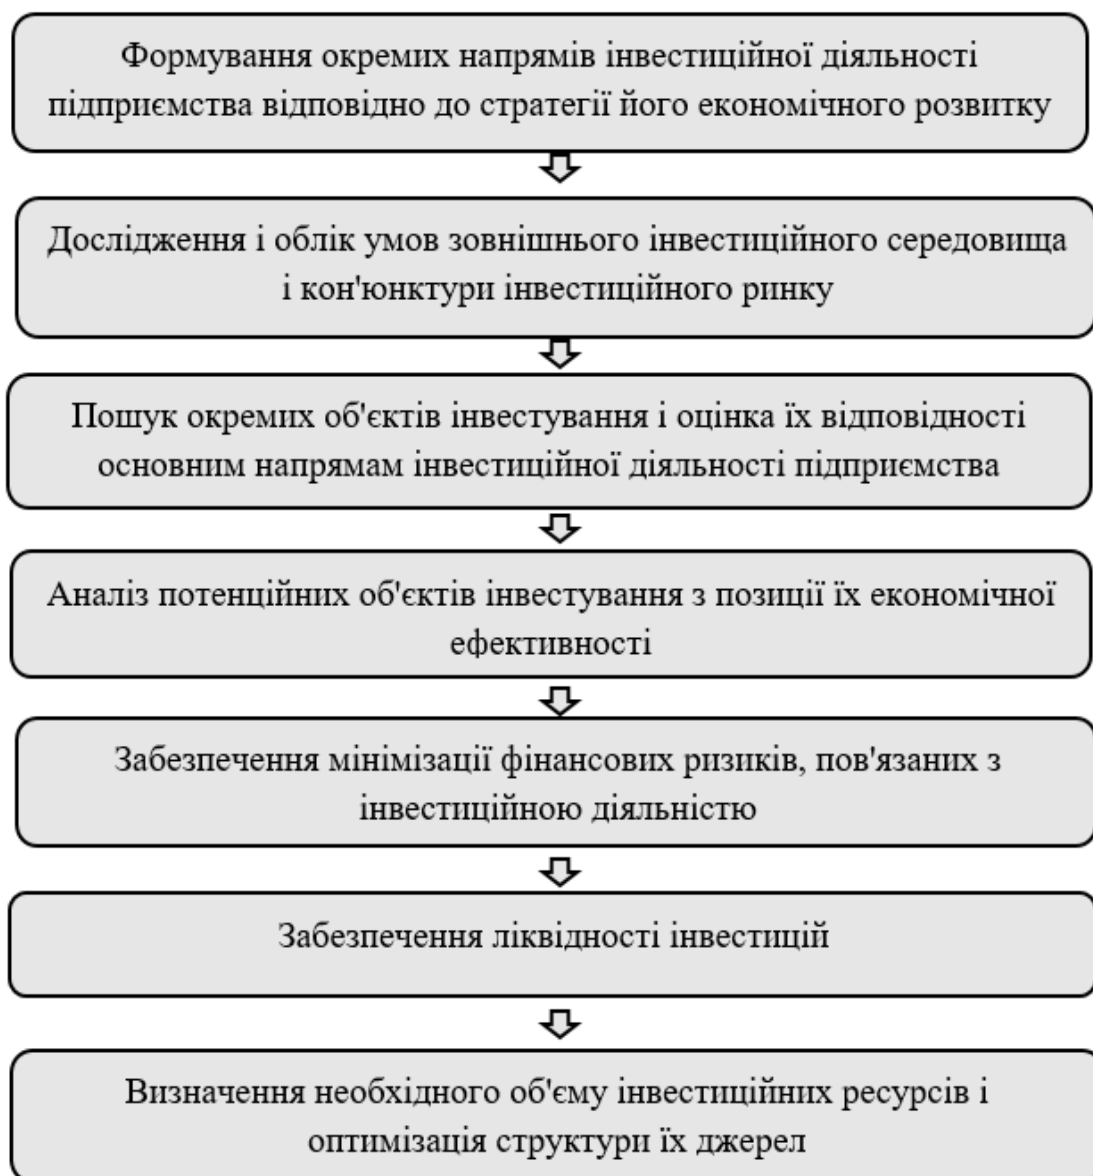 Формування окремих напрямів інвестиційної діяльності
підприємства відповідно до стратегії його економічного розвитку
Дослідження і облік умов зовнішнього інвестиційного середовища
і кон'юнктури інвестиційного ринку
Пошук окремих об'єктів інвестування і оцінка їх відповідності
основним напрямам інвестиційної діяльності підприємства
Аналіз потенційних об'єктів інвестування з позиції їх економічної
ефективності
Забезпечення мінімізації фінансових ризиків, пов'язаних з
інвестиційною діяльністю
Забезпечення ліквідності інвестицій
Визначення необхідного об'єму інвестиційних ресурсів і
оптимізація структури їх джерел